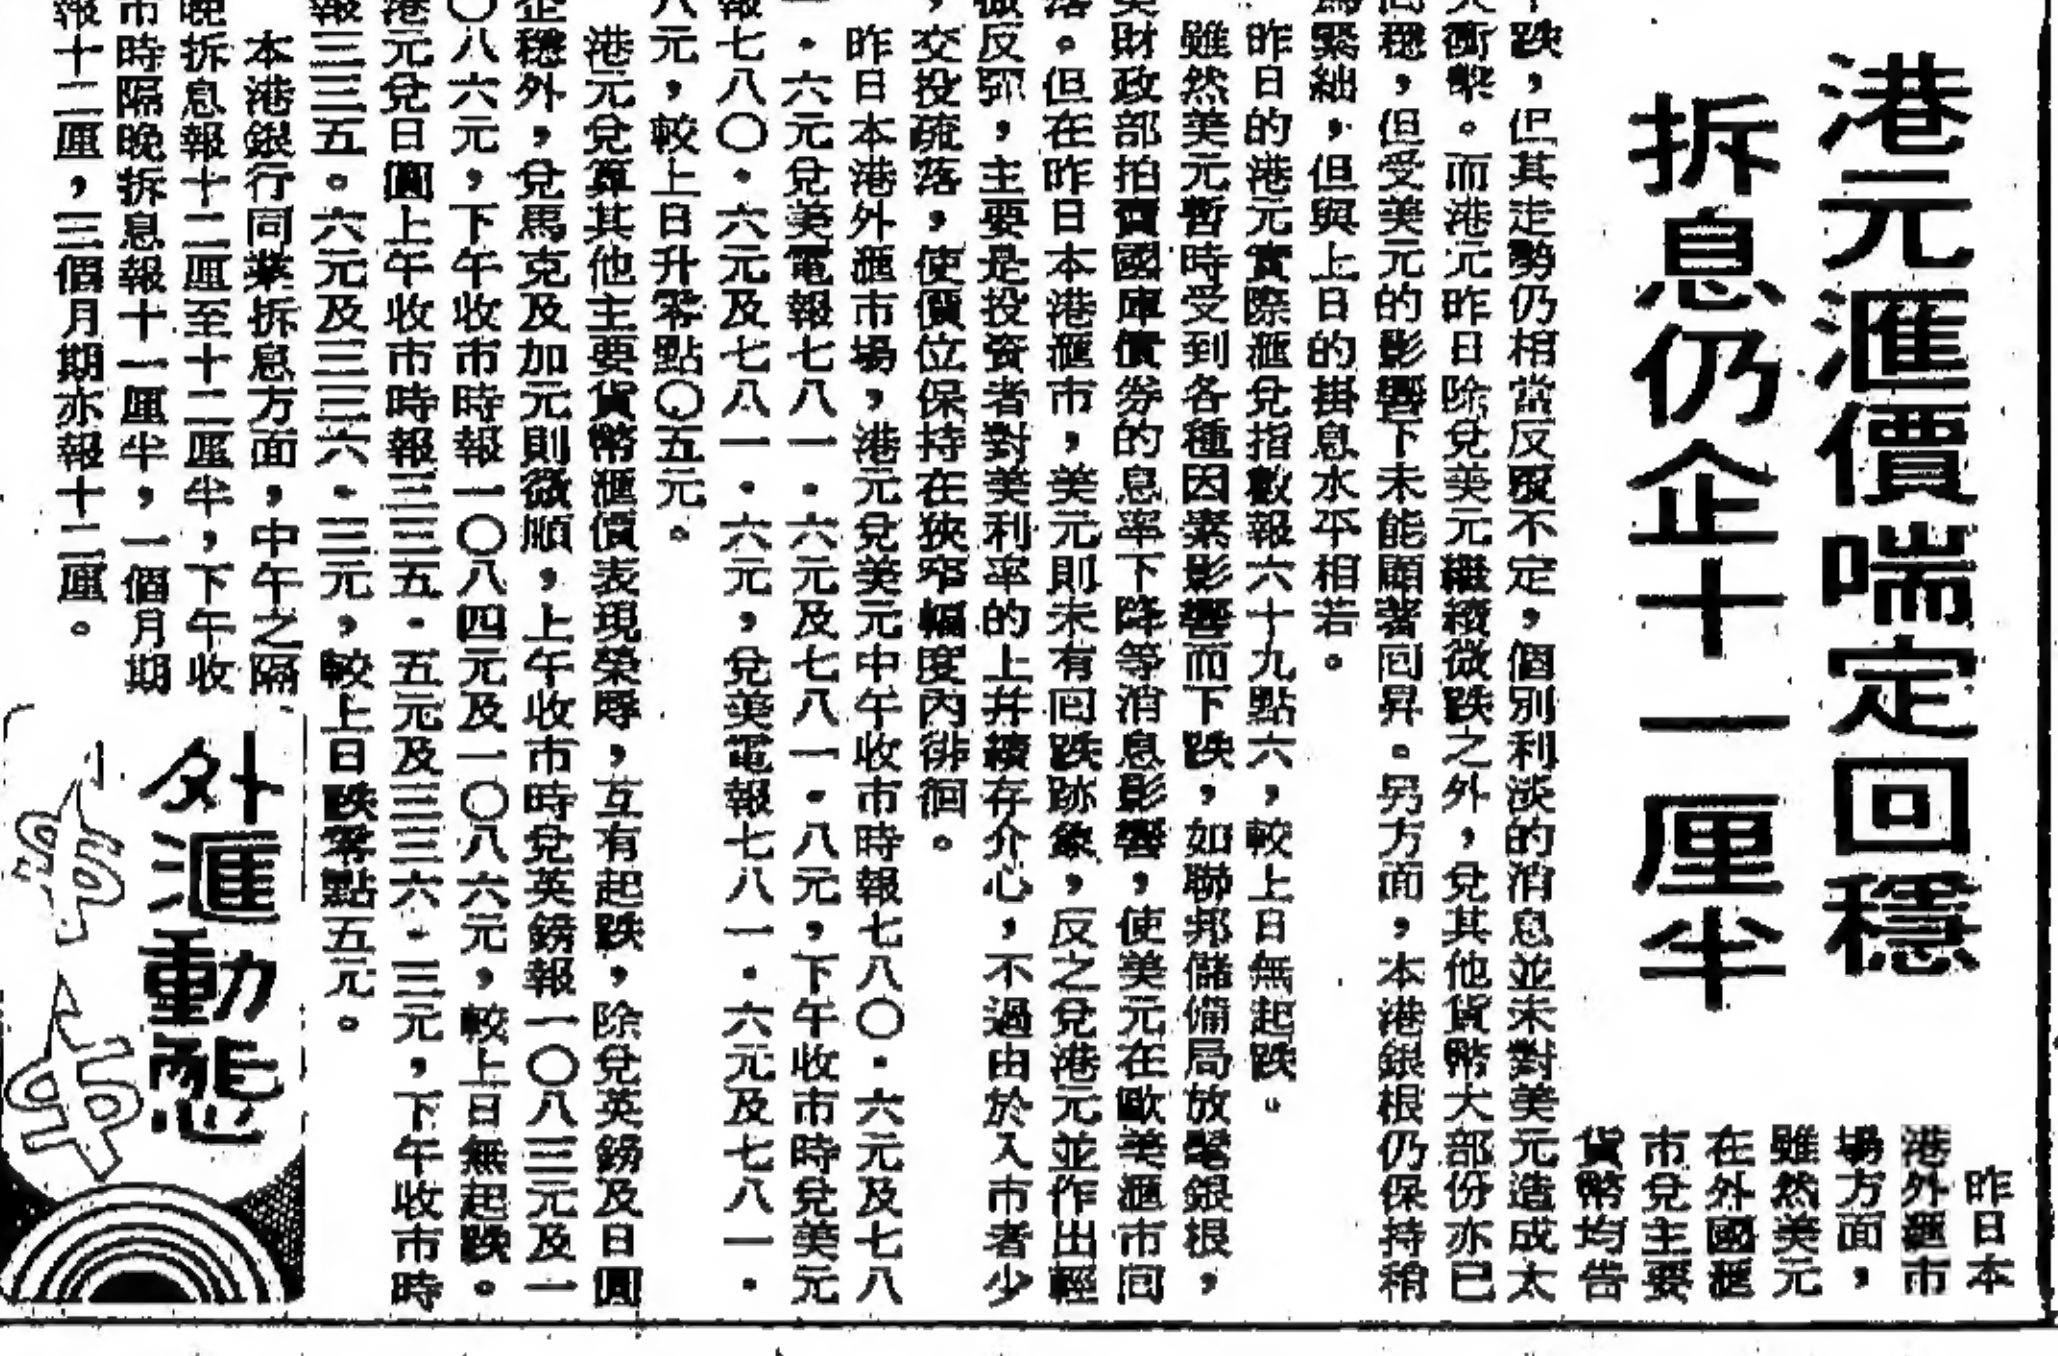 港元滙價喘定回穩
拆息仍企十一厘半
昨日本
港外滙市
場方面，
雖然美元
在外國滙
市兌主要
貨幣均告
下跌，但其走勢仍相當反覆不定，個別利淡的消息並未對美元造成太
大衝擊。而港元昨日除兌美元繼續微跌之外，兌其他貨幣大部份亦已
回穩，但受美元的影響下未能顯著回昇。另方面，本港銀根仍保持稍
為緊絀，但與上日的掛息水平相若。
昨日的港元實際滙兌指數報六十九點六，較上日無起跌。
雖然美元暫時受到各種因素影響而下跌，如聯邦儲備局放鬆銀根，
美財政部拍賣國庫債券的息率下降等消息影響，使美元在歐美滙市回
落。但在昨日本港滙市，美元則未有回跌跡象，反之兌港元並作出輕
微反彈，主要是投資者對美利率的上升續存介心，不過由於入市者少
，交投疏落，使價位保持在狹窄幅度內徘徊。
昨日本港外滙市場，港元兌美元中午收市時報七八〇．六元及七八
一．六元兌美電報七八一．六元及七八一．八元，下午收市時兌美元
報七八〇．六元及七八一．六元，兌美電報七八一．六元及七八一．
八元，較上日升零點〇五元。
港元兌算其他主要貨幣滙價表現榮辱，互有起跌，除兌英鎊及日圓
企穩外，兌馬克及加元則微順，上午收市時兌英鎊報一〇八三元及一
〇八六元，下午收市時報一〇八四元及一〇八六元，較上日無起跌。
港元兌日圓上午收市時報三三五．五元及三三六．三元，下午收市時
報三三五。六元及三三六．三元，較上日跌零點五元。
本港銀行同業拆息方面，中午之隔
晚拆息報十二厘至十二厘半，下午收
市時隔晚拆息報十一厘半，一個月期
報十二厘，三個月期亦報十二厘。
外滙動態